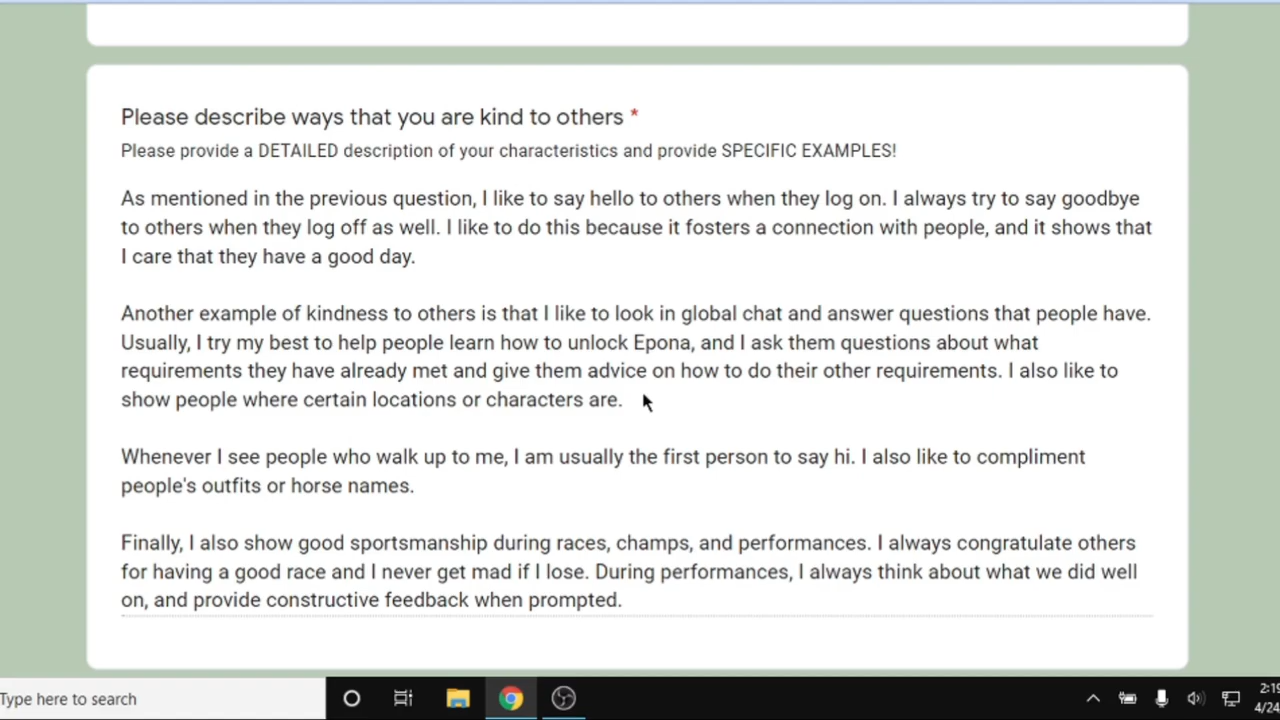 Please describe ways that you are kind to others *
Please provide a DETAILED description of your characteristics and provide SPECIFIC EXAMPLES!
As mentioned in the previous question, I like to say hello to others when they log on. I always try to say goodbye
to others when they log off as well. I like to do this because it fosters a connection with people, and it shows that
I care that they have a good day.
Another example of kindness to others is that I like to look in global chat and answer questions that people have.
Usually, I try my best to help people learn how to unlock Epona, and I ask them questions about what
requirements they have already met and give them advice on how to do their other requirements. I also like to
show people where certain locations or characters are.
Whenever I see people who walk up to me, I am usually the first person to say hi. I also like to compliment
people's outfits or horse names.
Finally, I also show good sportsmanship during races, champs, and performances. I always congratulate others
for having a good race and I never get mad if I lose. During performances, I always think about what we did well
on, and provide constructive feedback when prompted.
Type here to search
2:19
4/24